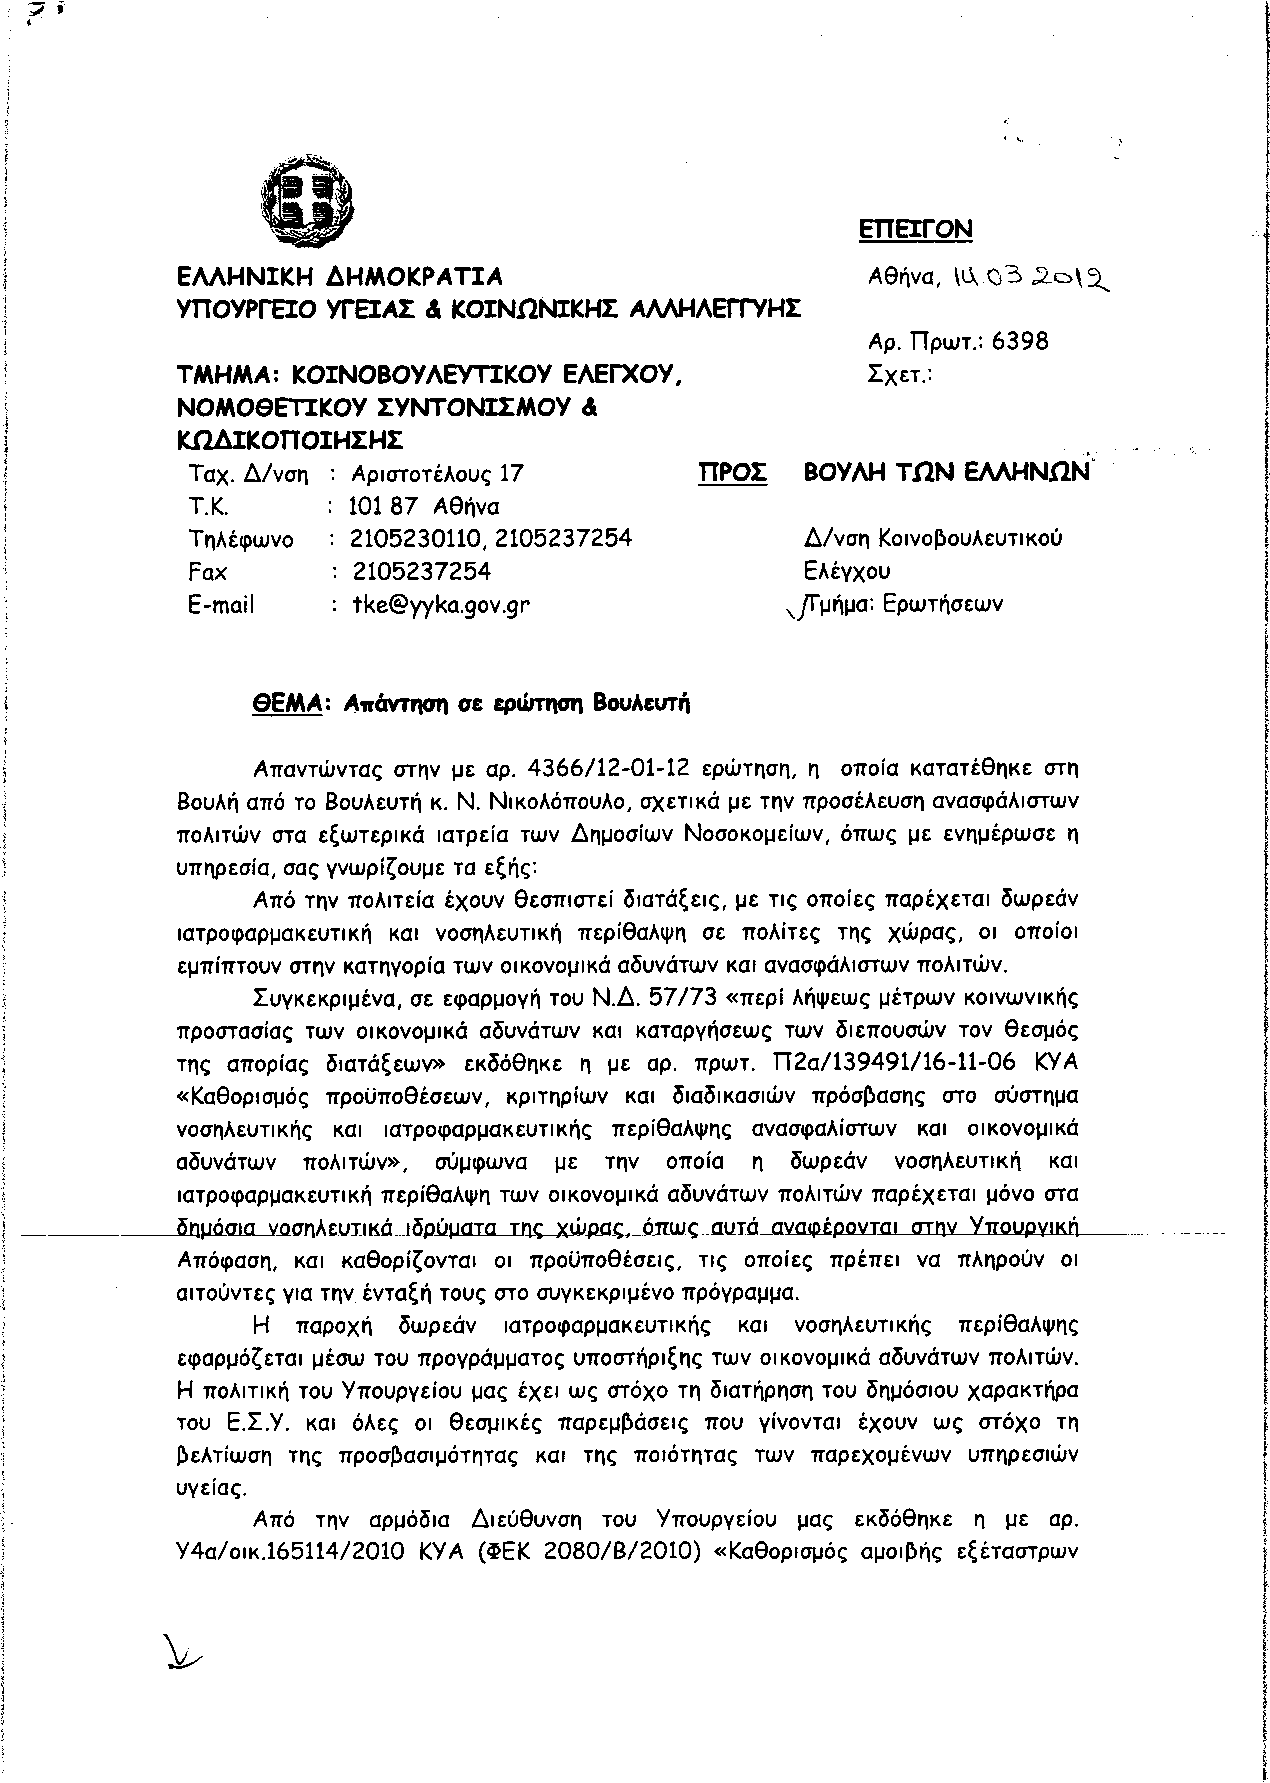 ΕΠΕΙΓΟΝ
ΕΛΛΗΝΙΚΗ ΔΗΜΟΚΡΑΤΙΑ
Αθήνα, 14 03 2012
ΥΠΟΥΡΓΕΙΟ ΥΓΕΙΑΣ & ΚΟΙΝΩΝΙΚΗΣ ΑΛΛΗΛΕΓΓΥΗΣ
Αρ. Πρωτ.: 6398
ΤΜΗΜΑ: ΚΟΙΝΟΒΟΥΛΕΥΤΙΚΟΥ ΕΛΕΓΧΟΥ,
Σχετ.:
ΝΟΜΟΘΕΤΙΚΟΥ ΣΥΝΤΟΝΙΣΜΟΥ &
ΚΩΔΙΚΟΠΟΙΗΣΗΣ
Ταχ. Δ/νση : Αριστοτέλους 17
ΠΡΟΣ ΒΟΥΛΗ ΤΩΝ ΕΛΛΗΝΩΝ
Τ.Κ. : 101 87 Αθήνα
Τηλέφωνο : 2105230110, 2105237254
Δ/νση Κοινοβουλευτικού
Fax : 2105237254
Ελέγχου
E-mail : tke@yyka.gov.gr
Τμήμα: Ερωτήσεων
ΘΕΜΑ: Απάντηση σε ερώτηση Βουλευτή
Απαντώντας στην με αρ. 4366/12-01-12 ερώτηση, η οποία κατατέθηκε στη
Βουλή από το Βουλευτή κ. Ν. Νικολόπουλο, σχετικά με την προσέλευση ανασφάλιστων
πολιτών στα εξωτερικά ιατρεία των Δημοσίων Νοσοκομείων, όπως με ενημέρωσε η
υπηρεσία, σας γνωρίζουμε τα εξής:
Από την πολιτεία έχουν θεσπιστεί διατάξεις, με τις οποίες παρέχεται δωρεάν
ιατροφαρμακευτική και νοσηλευτική περίθαλψη σε πολίτες της χώρας, οι οποίοι
εμπίπτουν στην κατηγορία των οικονομικά αδυνάτων και ανασφάλιστων πολιτών.
Συγκεκριμένα, σε εφαρμογή του Ν.Δ. 57/73 «περί λήψεως μέτρων κοινωνικής
προστασίας των οικονομικά αδυνάτων και καταργήσεως των διεπουσών τον θεσμός
της απορίας διατάξεων» εκδόθηκε η με αρ. πρωτ. Π2α/139491/16-11-06 ΚΥΑ
«Καθορισμός προϋποθέσεων, κριτηρίων και διαδικασιών πρόσβασης στο σύστημα
νοσηλευτικής και ιατροφαρμακευτικής περίθαλψης ανασφαλίστων και οικονομικά
αδυνάτων πολιτών», σύμφωνα με την οποία η δωρεάν νοσηλευτική και
ιατροφαρμακευτική περίθαλψη των οικονομικά αδυνάτων πολιτών παρέχεται μόνο στα
δημόσια νοσηλευτικά ιδρύματα της χώρας, όπως αυτά αναφέρονται στην Υπουργική
Απόφαση, και καθορίζονται οι προϋποθέσεις, τις οποίες πρέπει να πληρούν οι
αιτούντες για την ένταξή τους στο συγκεκριμένο πρόγραμμα.
Η παροχή δωρεάν ιατροφαρμακευτικής και νοσηλευτικής περίθαλψης
εφαρμόζεται μέσω του προγράμματος υποστήριξης των οικονομικά αδυνάτων πολιτών.
Η πολιτική του Υπουργείου μας έχει ως στόχο τη διατήρηση του δημόσιου χαρακτήρα
του Ε.Σ.Υ. και όλες οι θεσμικές παρεμβάσεις που γίνονται έχουν ως στόχο τη
βελτίωση της προσβασιμότητας και της ποιότητας των παρεχομένων υπηρεσιών
υγείας.
Από την αρμόδια Διεύθυνση του Υπουργείου μας εκδόθηκε η με αρ.
Υ4α/οικ.165114/2010 ΚΥΑ (ΦΕΚ 2080/Β/2010) «Καθορισμός αμοιβής εξέταστρων